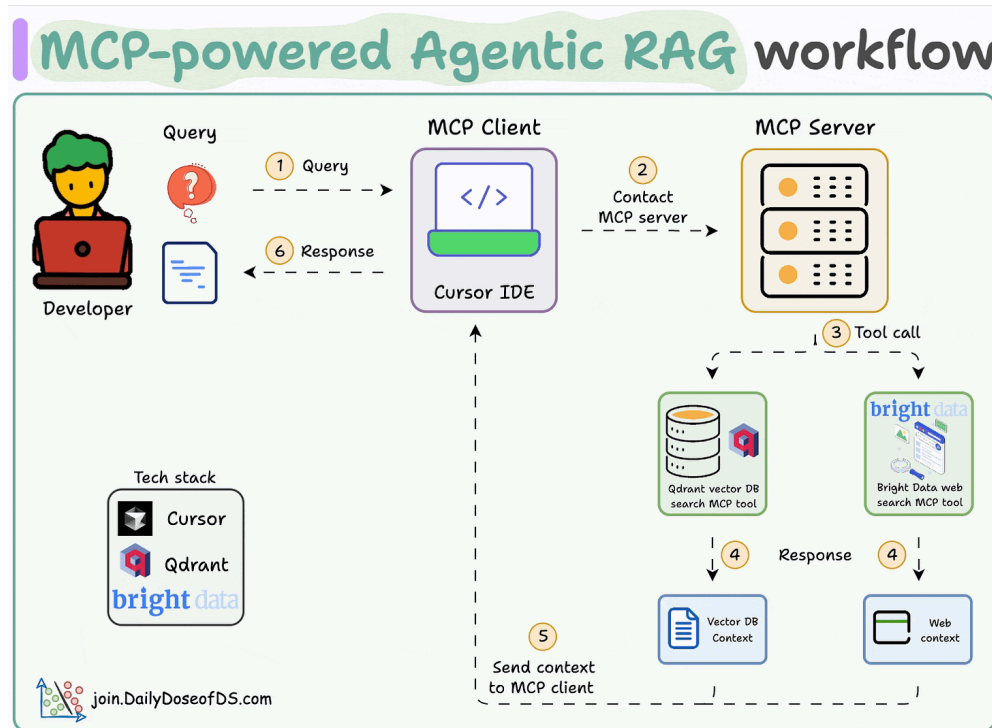 MCP-powered Agentic RAG workflow
Query
MCP Client
MCP Server
1 Query
2
Contact
MCP server
6 Response
</>
Cursor IDE
Developer
3 Tool call
bright data
Qdrant vector DB
search MCP tool
Bright Data web
search MCP tool
Tech stack
Cursor
Qdrant
bright data
4 Response 4
Vector DB
Context
Web
context
5
Send context
to MCP client
join.DailyDoseofDS.com